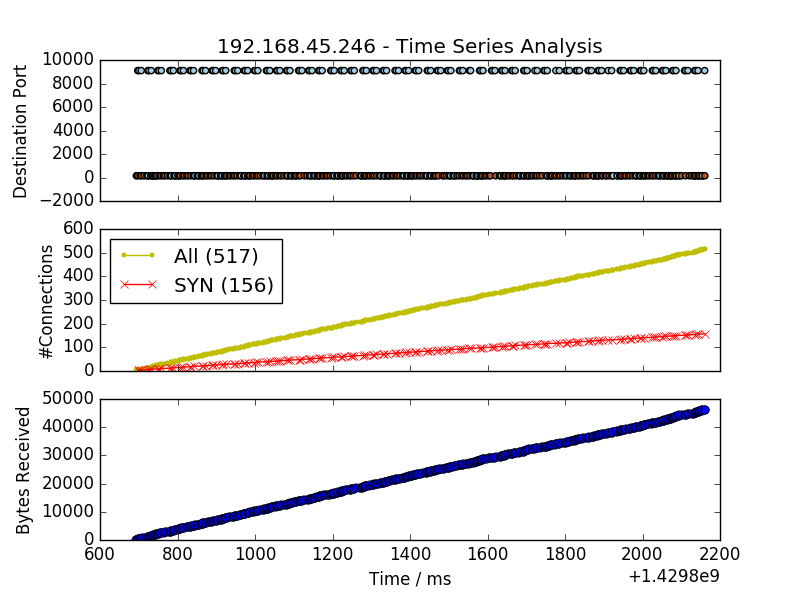 192.168.45.246 - Time Series Analysis
Destination Port
10000
8000
6000
4000
2000
0
−2000
#Connections
600
500
400
300
200
100
0
All (517)
SYN (156)
Bytes Received
50000
40000
30000
20000
10000
0
600 800 1000 1200 1400 1600 1800 2000 2200
Time / ms
+1.4298e9